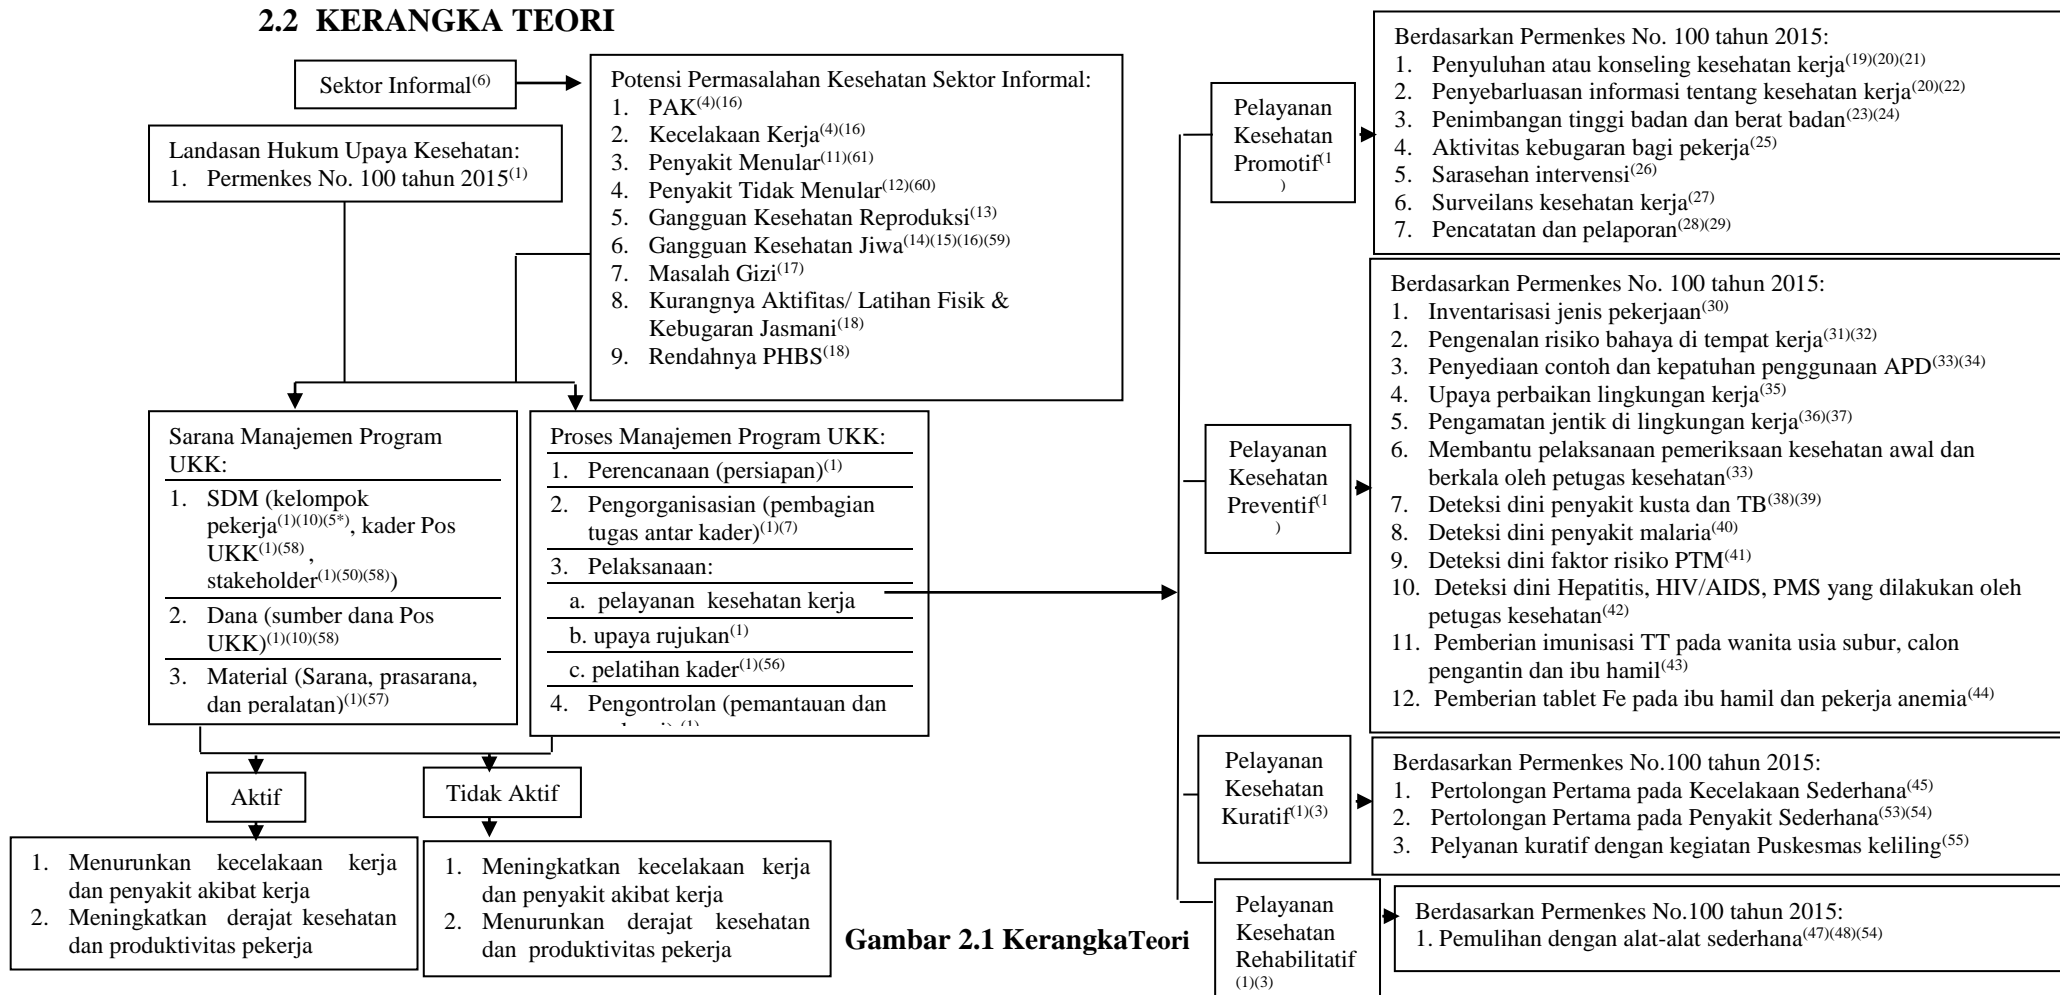 2.2 KERANGKA TEORI
Sektor Informal(6)
Landasan Hukum Upaya Kesehatan:
1. Permenkes No. 100 tahun 2015(1)
Potensi Permasalahan Kesehatan Sektor Informal:
1. PAK(4)(16)
2. Kecelakaan Kerja(4)(16)
3. Penyakit Menular(11)(61)
4. Penyakit Tidak Menular(12)(60)
5. Gangguan Kesehatan Reproduksi(13)
6. Gangguan Kesehatan Jiwa(14)(15)(16)(59)
7. Masalah Gizi(17)
8. Kurangnya Aktifitas/ Latihan Fisik &
Kebugaran Jasmani(18)
9. Rendahnya PHBS(18)
Sarana Manajemen Program
UKK:
1. SDM (kelompok
pekerja(1)(10)(5*), kader Pos
UKK(1)(58) ,
stakeholder(1)(50)(58))
2. Dana (sumber dana Pos
UKK)(1)(10)(58)
3. Material (Sarana, prasarana,
dan peralatan)(1)(57)
Proses Manajemen Program UKK:
1. Perencanaan (persiapan)(1)
2. Pengorganisasian (pembagian
tugas antar kader)(1)(7)
3. Pelaksanaan:
a. pelayanan kesehatan kerja
b. upaya rujukan(1)
c. pelatihan kader(1)(56)
4. Pengontrolan (pemantauan dan
(1)
Aktif
Tidak Aktif
1. Menurunkan kecelakaan kerja
dan penyakit akibat kerja
2. Meningkatkan derajat kesehatan
dan produktivitas pekerja
1. Meningkatkan kecelakaan kerja
dan penyakit akibat kerja
2. Menurunkan derajat kesehatan
dan produktivitas pekerja
Gambar 2.1 KerangkaTeori
Pelayanan
Kesehatan
Promotif(1
)
Berdasarkan Permenkes No. 100 tahun 2015:
1. Penyuluhan atau konseling kesehatan kerja(19)(20)(21)
2. Penyebarluasan informasi tentang kesehatan kerja(20)(22)
3. Penimbangan tinggi badan dan berat badan(23)(24)
4. Aktivitas kebugaran bagi pekerja(25)
5. Sarasehan intervensi(26)
6. Surveilans kesehatan kerja(27)
7. Pencatatan dan pelaporan(28)(29)
Pelayanan
Kesehatan
Preventif(1
)
Berdasarkan Permenkes No. 100 tahun 2015:
1. Inventarisasi jenis pekerjaan(30)
2. Pengenalan risiko bahaya di tempat kerja(31)(32)
3. Penyediaan contoh dan kepatuhan penggunaan APD(33)(34)
4. Upaya perbaikan lingkungan kerja(35)
5. Pengamatan jentik di lingkungan kerja(36)(37)
6. Membantu pelaksanaan pemeriksaan kesehatan awal dan
berkala oleh petugas kesehatan(33)
7. Deteksi dini penyakit kusta dan TB(38)(39)
8. Deteksi dini penyakit malaria(40)
9. Deteksi dini faktor risiko PTM(41)
10. Deteksi dini Hepatitis, HIV/AIDS, PMS yang dilakukan oleh
petugas kesehatan(42)
11. Pemberian imunisasi TT pada wanita usia subur, calon
pengantin dan ibu hamil(43)
12. Pemberian tablet Fe pada ibu hamil dan pekerja anemia(44)
Pelayanan
Kesehatan
Kuratif(1)(3)
Berdasarkan Permenkes No.100 tahun 2015:
1. Pertolongan Pertama pada Kecelakaan Sederhana(45)
2. Pertolongan Pertama pada Penyakit Sederhana(53)(54)
3. Pelyanan kuratif dengan kegiatan Puskesmas keliling(55)
Pelayanan
Kesehatan
Rehabilitatif
(1)(3)
Berdasarkan Permenkes No.100 tahun 2015:
1. Pemulihan dengan alat-alat sederhana(47)(48)(54)